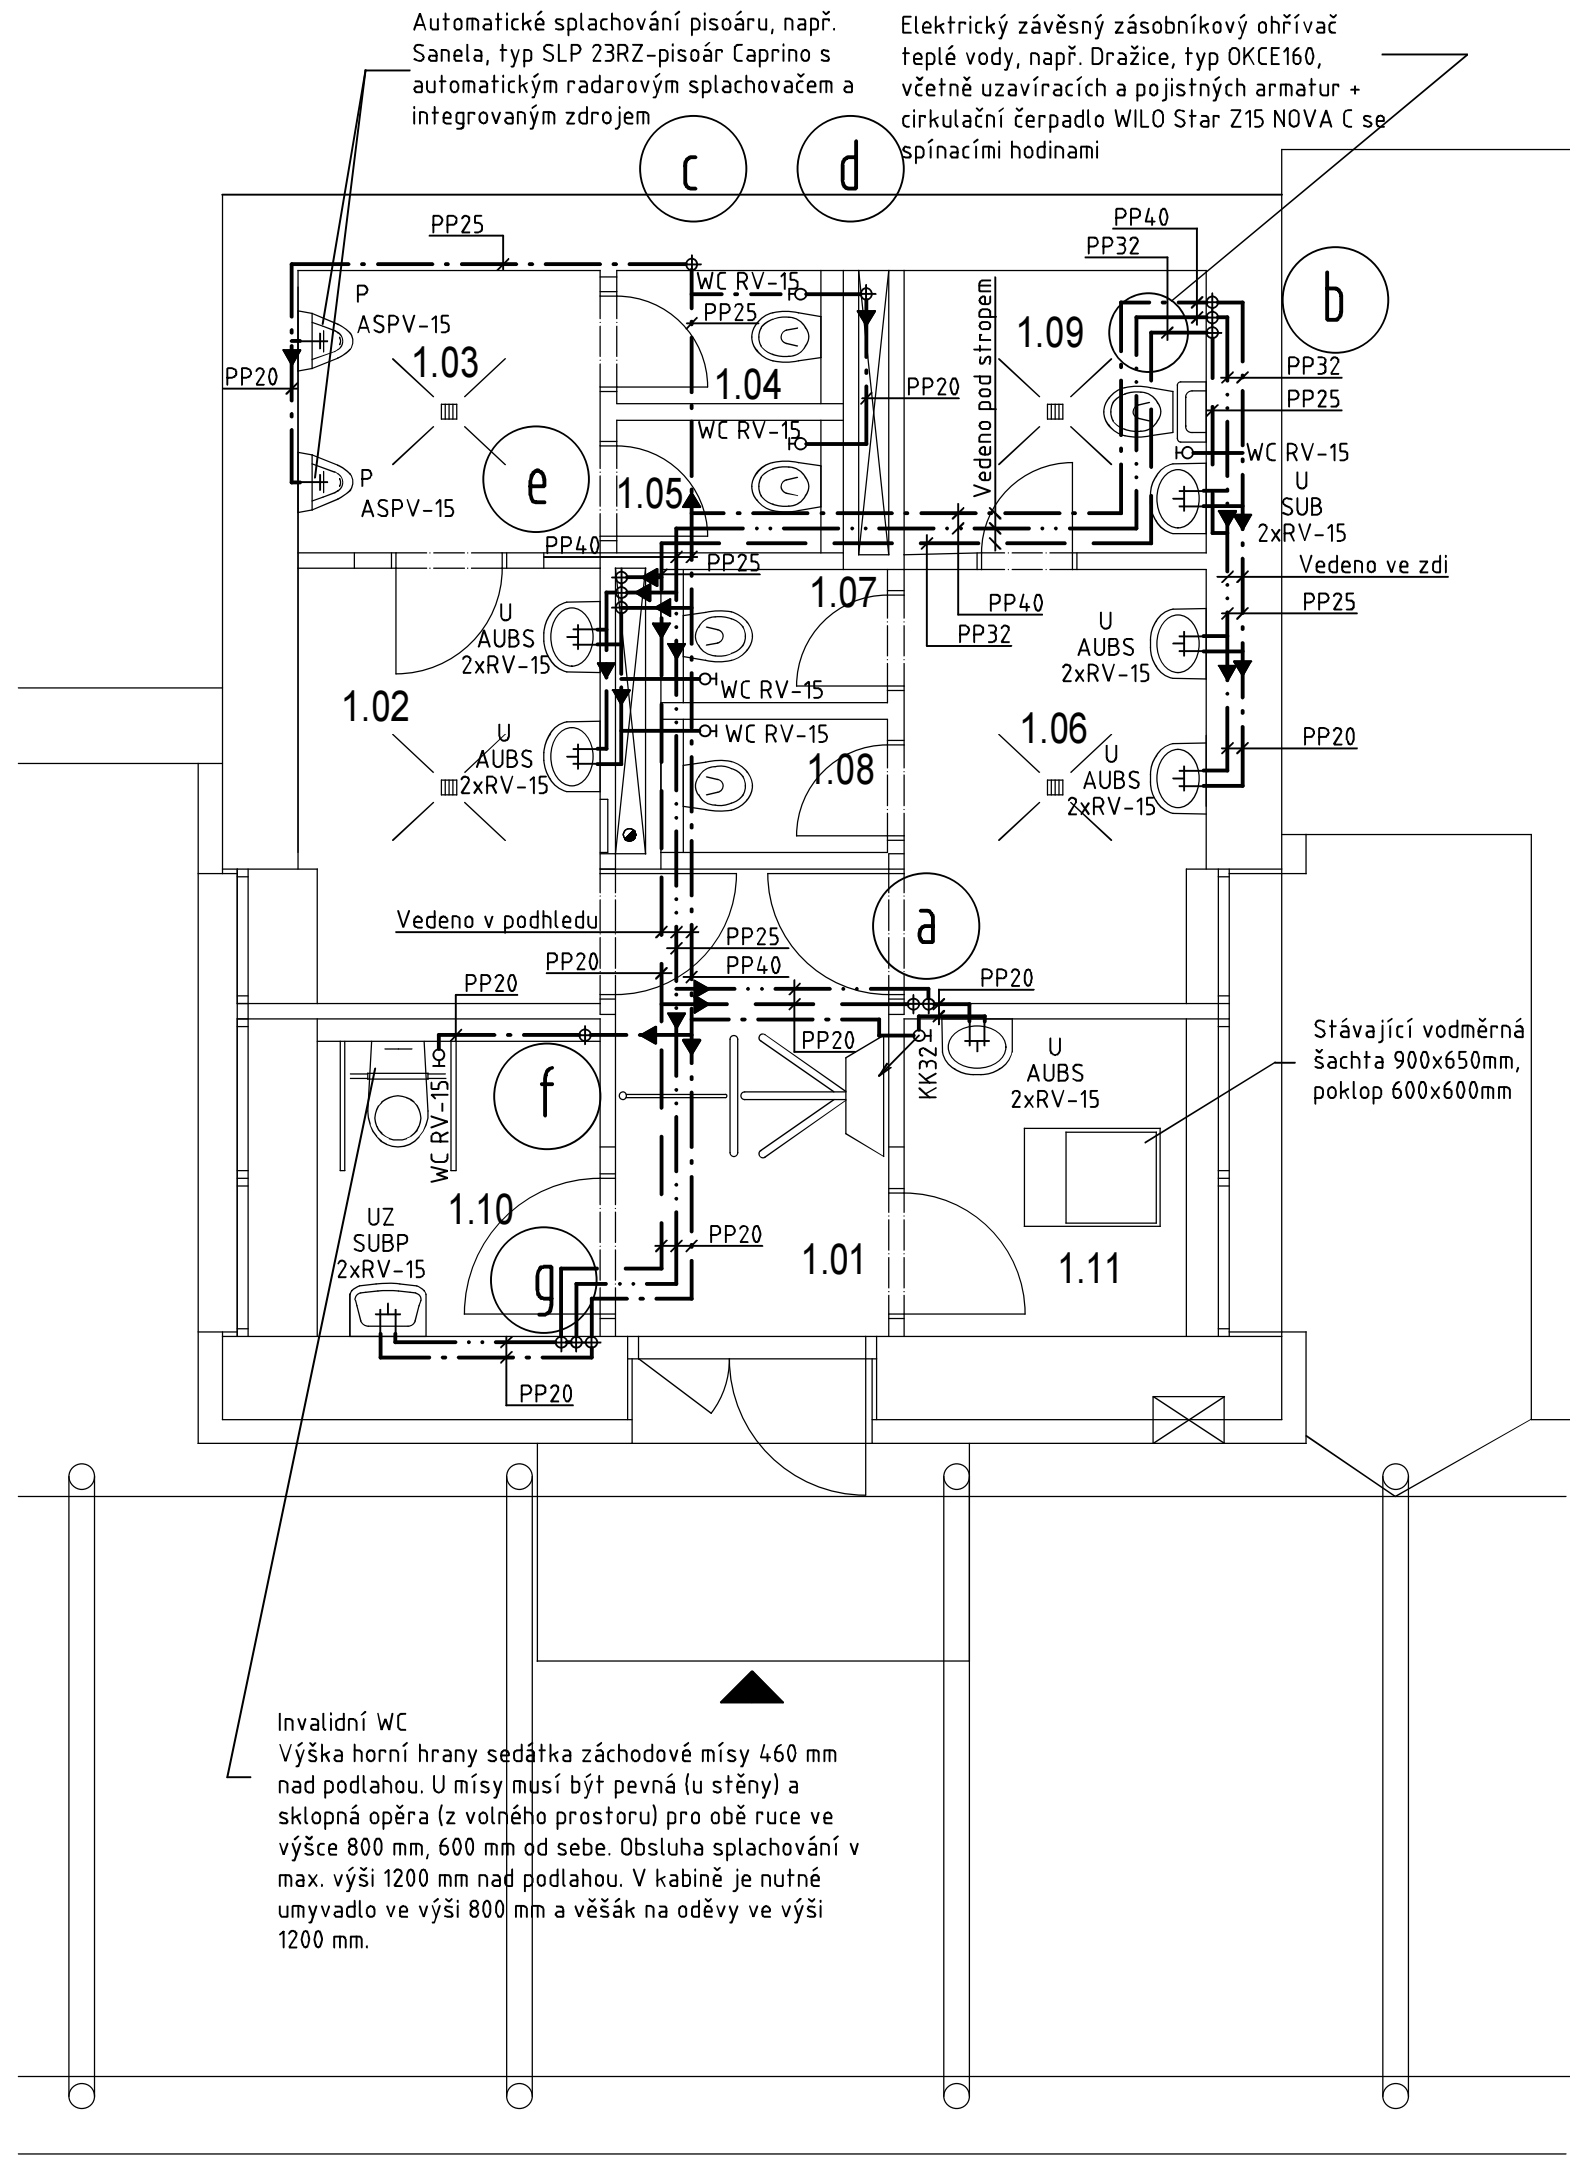 Automatické splachování pisoáru, např.
Sanela, typ SLP 23RZ-pisoár Caprino s
automatickým radarovým splachovačem a
integrovaným zdrojem
Elektrický závěsný zásobníkový ohřívač
teplé vody, např. Dražice, typ OKCE160,
včetně uzavíracích a pojistných armatur +
cirkulační čerpadlo WILO Star Z15 NOVA C se
spínacími hodinami
c
d
PP25
PP40
PP32
b
P
ASPV-15
1.03
PP20
WC RV-15
PP25
1.04
PP20
Vedeno pod stropem
1.09
PP32
PP25
WC RV-15
WC RV-15
U
SUB
2xRV-15
P
ASPV-15
e
1.05
PP40
PP25
1.07
PP40
PP32
Vedeno ve zdi
PP25
U
AUBS
2xRV-15
U
AUBS
2xRV-15
1.02
WC RV-15
1.06
WC RV-15
PP20
U
AUBS
2xRV-15
1.08
U
AUBS
2xRV-15
Vedeno v podhledu
a
PP25
PP20
PP40
PP20
PP20
PP20
KK32
U
AUBS
2xRV-15
Stávající vodměrná
šachta 900x650mm,
poklop 600x600mm
f
WC RV-15
1.10
UZ
SUBP
2xRV-15
PP20
g
1.01
1.11
PP20
Invalidní WC
Výška horní hrany sedátka záchodové mísy 460 mm
nad podlahou. U mísy musí být pevná (u stěny) a
sklopná opěra (z volného prostoru) pro obě ruce ve
výšce 800 mm, 600 mm od sebe. Obsluha splachování v
max. výši 1200 mm nad podlahou. V kabině je nutné
umyvadlo ve výši 800 mm a věšák na oděvy ve výši
1200 mm.